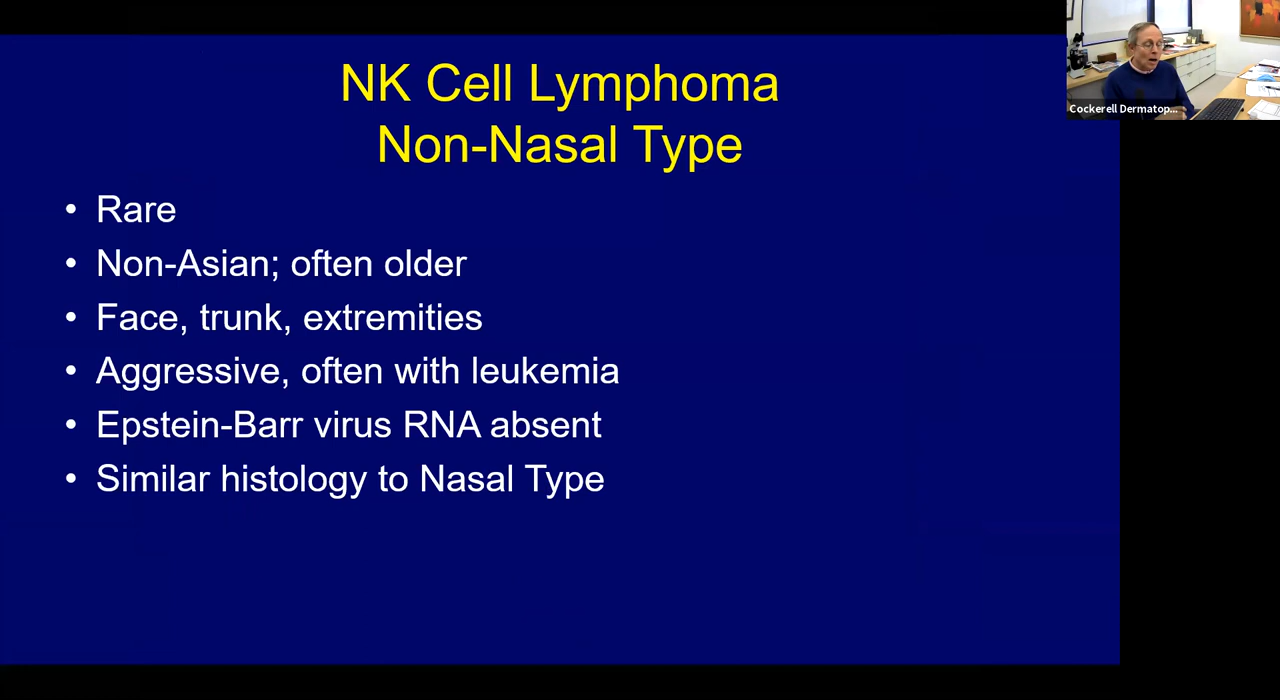 NK Cell Lymphoma
Non-Nasal Type
• Rare
• Non-Asian; often older
• Face, trunk, extremities
• Aggressive, often with leukemia
• Epstein-Barr virus RNA absent
• Similar histology to Nasal Type
Cockerell Dermatop...